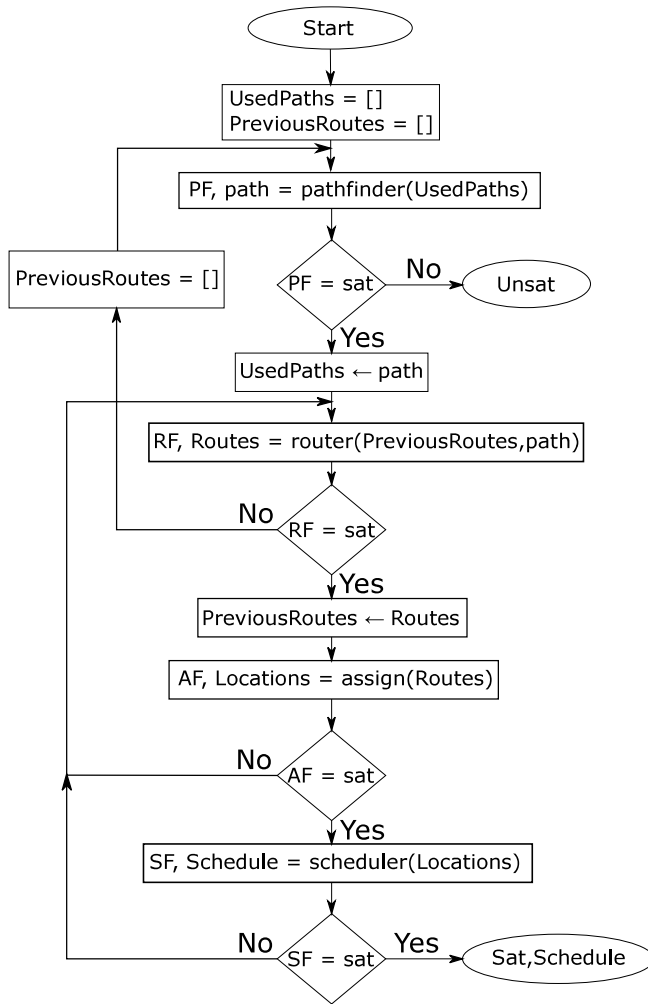 Start
UsedPaths = []
PreviousRoutes = []
PF, path = pathfinder(UsedPaths)
PreviousRoutes = []
PF = sat
No
Unsat
Yes
UsedPaths ← path
RF, Routes = router(PreviousRoutes,path)
No
RF = sat
Yes
PreviousRoutes ← Routes
AF, Locations = assign(Routes)
No
AF = sat
Yes
SF, Schedule = scheduler(Locations)
No
SF = sat
Yes
Sat,Schedule